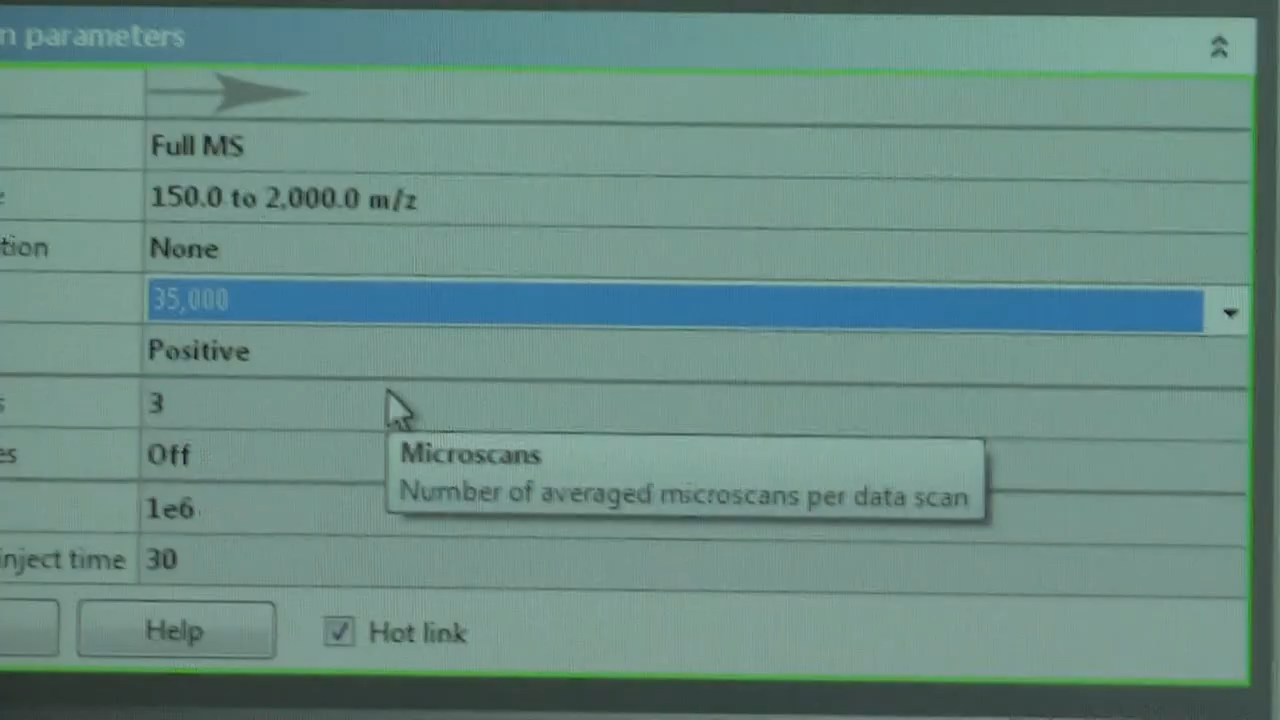 n parameters
Full MS
150.0 to 2,000.0 m/z
tion None
35,000
Positive
s 3
es Off
Microscans
Number of averaged microscans per data scan
1e6
inject time 30
Help Hot link